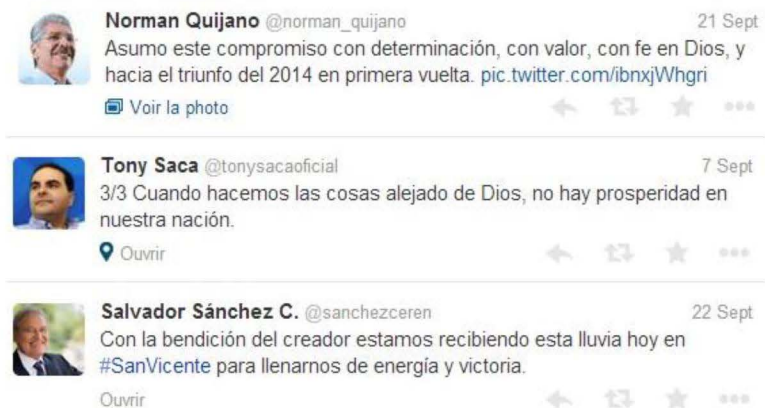 Norman Quijano @norman_quijano 21 Sept
Asumo este compromiso con determinación, con valor, con fe en Dios, y
hacia el triunfo del 2014 en primera vuelta. pic.twitter.com/ibnxjWhgri
Voir la photo
Tony Saca @tonysacaoficial 7 Sept
3/3 Cuando hacemos las cosas alejado de Dios, no hay prosperidad en
nuestra nación.
Ouvrir
Salvador Sánchez C. @sanchezceren 22 Sept
Con la bendición del creador estamos recibiendo esta lluvia hoy en
#SanVicente para llenarnos de energía y victoria.
Ouvrir